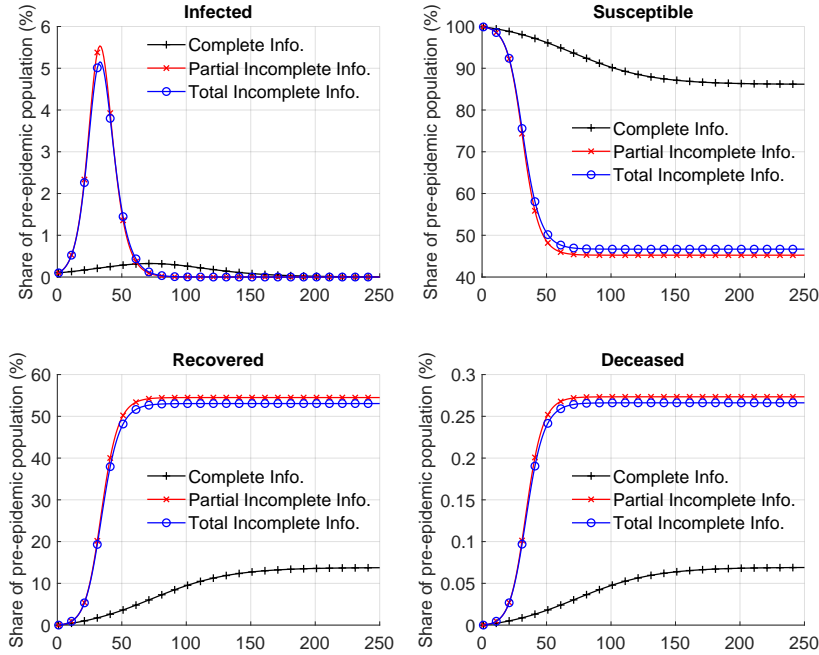 Infected
Share of pre-epidemic population (%)
6
5
4
3
2
1
0
Complete Info.
Partial Incomplete Info.
Total Incomplete Info.
0 50 100 150 200 250
Susceptible
Share of pre-epidemic population (%)
100
90
80
70
60
50
40
Complete Info.
Partial Incomplete Info.
Total Incomplete Info.
0 50 100 150 200 250
Recovered
Share of pre-epidemic population (%)
60
50
40
30
20
10
0
Complete Info.
Partial Incomplete Info.
Total Incomplete Info.
0 50 100 150 200 250
Deceased
Share of pre-epidemic population (%)
0.3
0.25
0.2
0.15
0.1
0.05
0
Complete Info.
Partial Incomplete Info.
Total Incomplete Info.
0 50 100 150 200 250